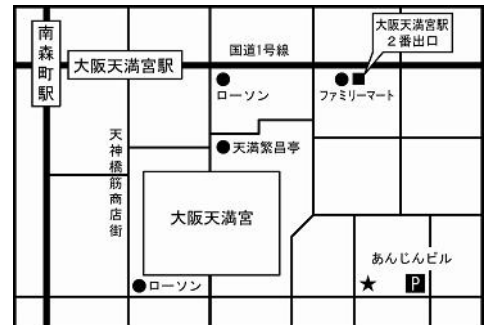 南森町駅
大阪天満宮駅
国道1号線
大阪天満宮駅
2番出口
ローソン
ファミリーマート
天満繁昌亭
天神橋筋商店街
大阪天満宮
あんじんビル
ローソン
P